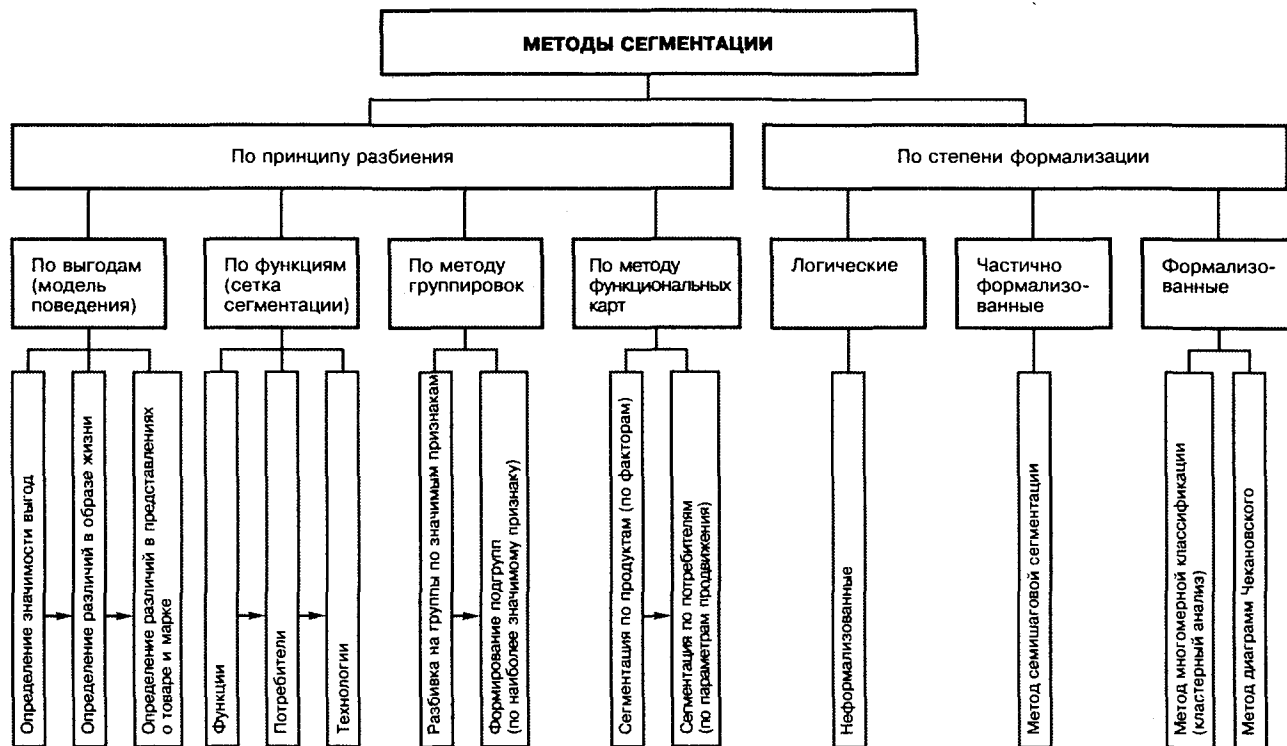 МЕТОДЫ СЕГМЕНТАЦИИ
По принципу разбиения
По степени формализации
По выгодам
(модель
поведения)
По функциям
(сетка
сегментации)
По методу
группировок
По методу
функциональных
карт
Логические
Частично
формализо-
ванные
Формализо-
ванные
Определение значимости выгод
Определение различий в образе жизни
Определение различий в представлениях
о товаре и марке
Функции
Потребители
Технологии
Разбивка на группы по значимым признакам
Формирование подгрупп
(по наиболее значимому признаку)
Сегментация по продуктам (по факторам)
Сегментация по потребителям
(по параметрам продвижения)
Неформализованные
Метод семишаговой сегментации
Метод многомерной классификации
(кластерный анализ)
Метод диаграмм Чекановского